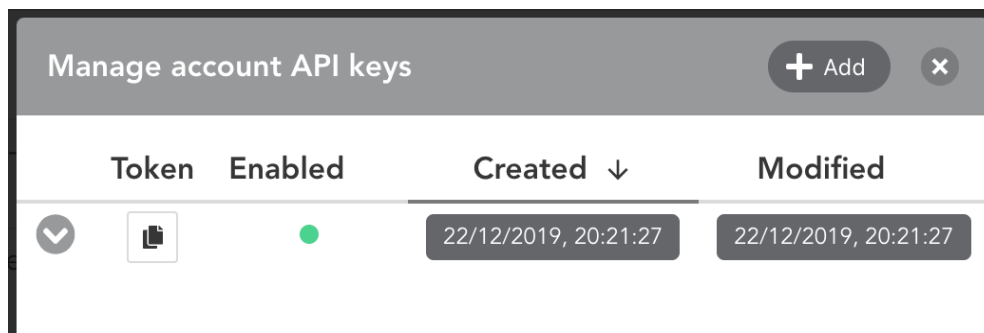 Manage account API keys Add
Token Enabled Created ↓ Modified
22/12/2019, 20:21:27 22/12/2019, 20:21:27